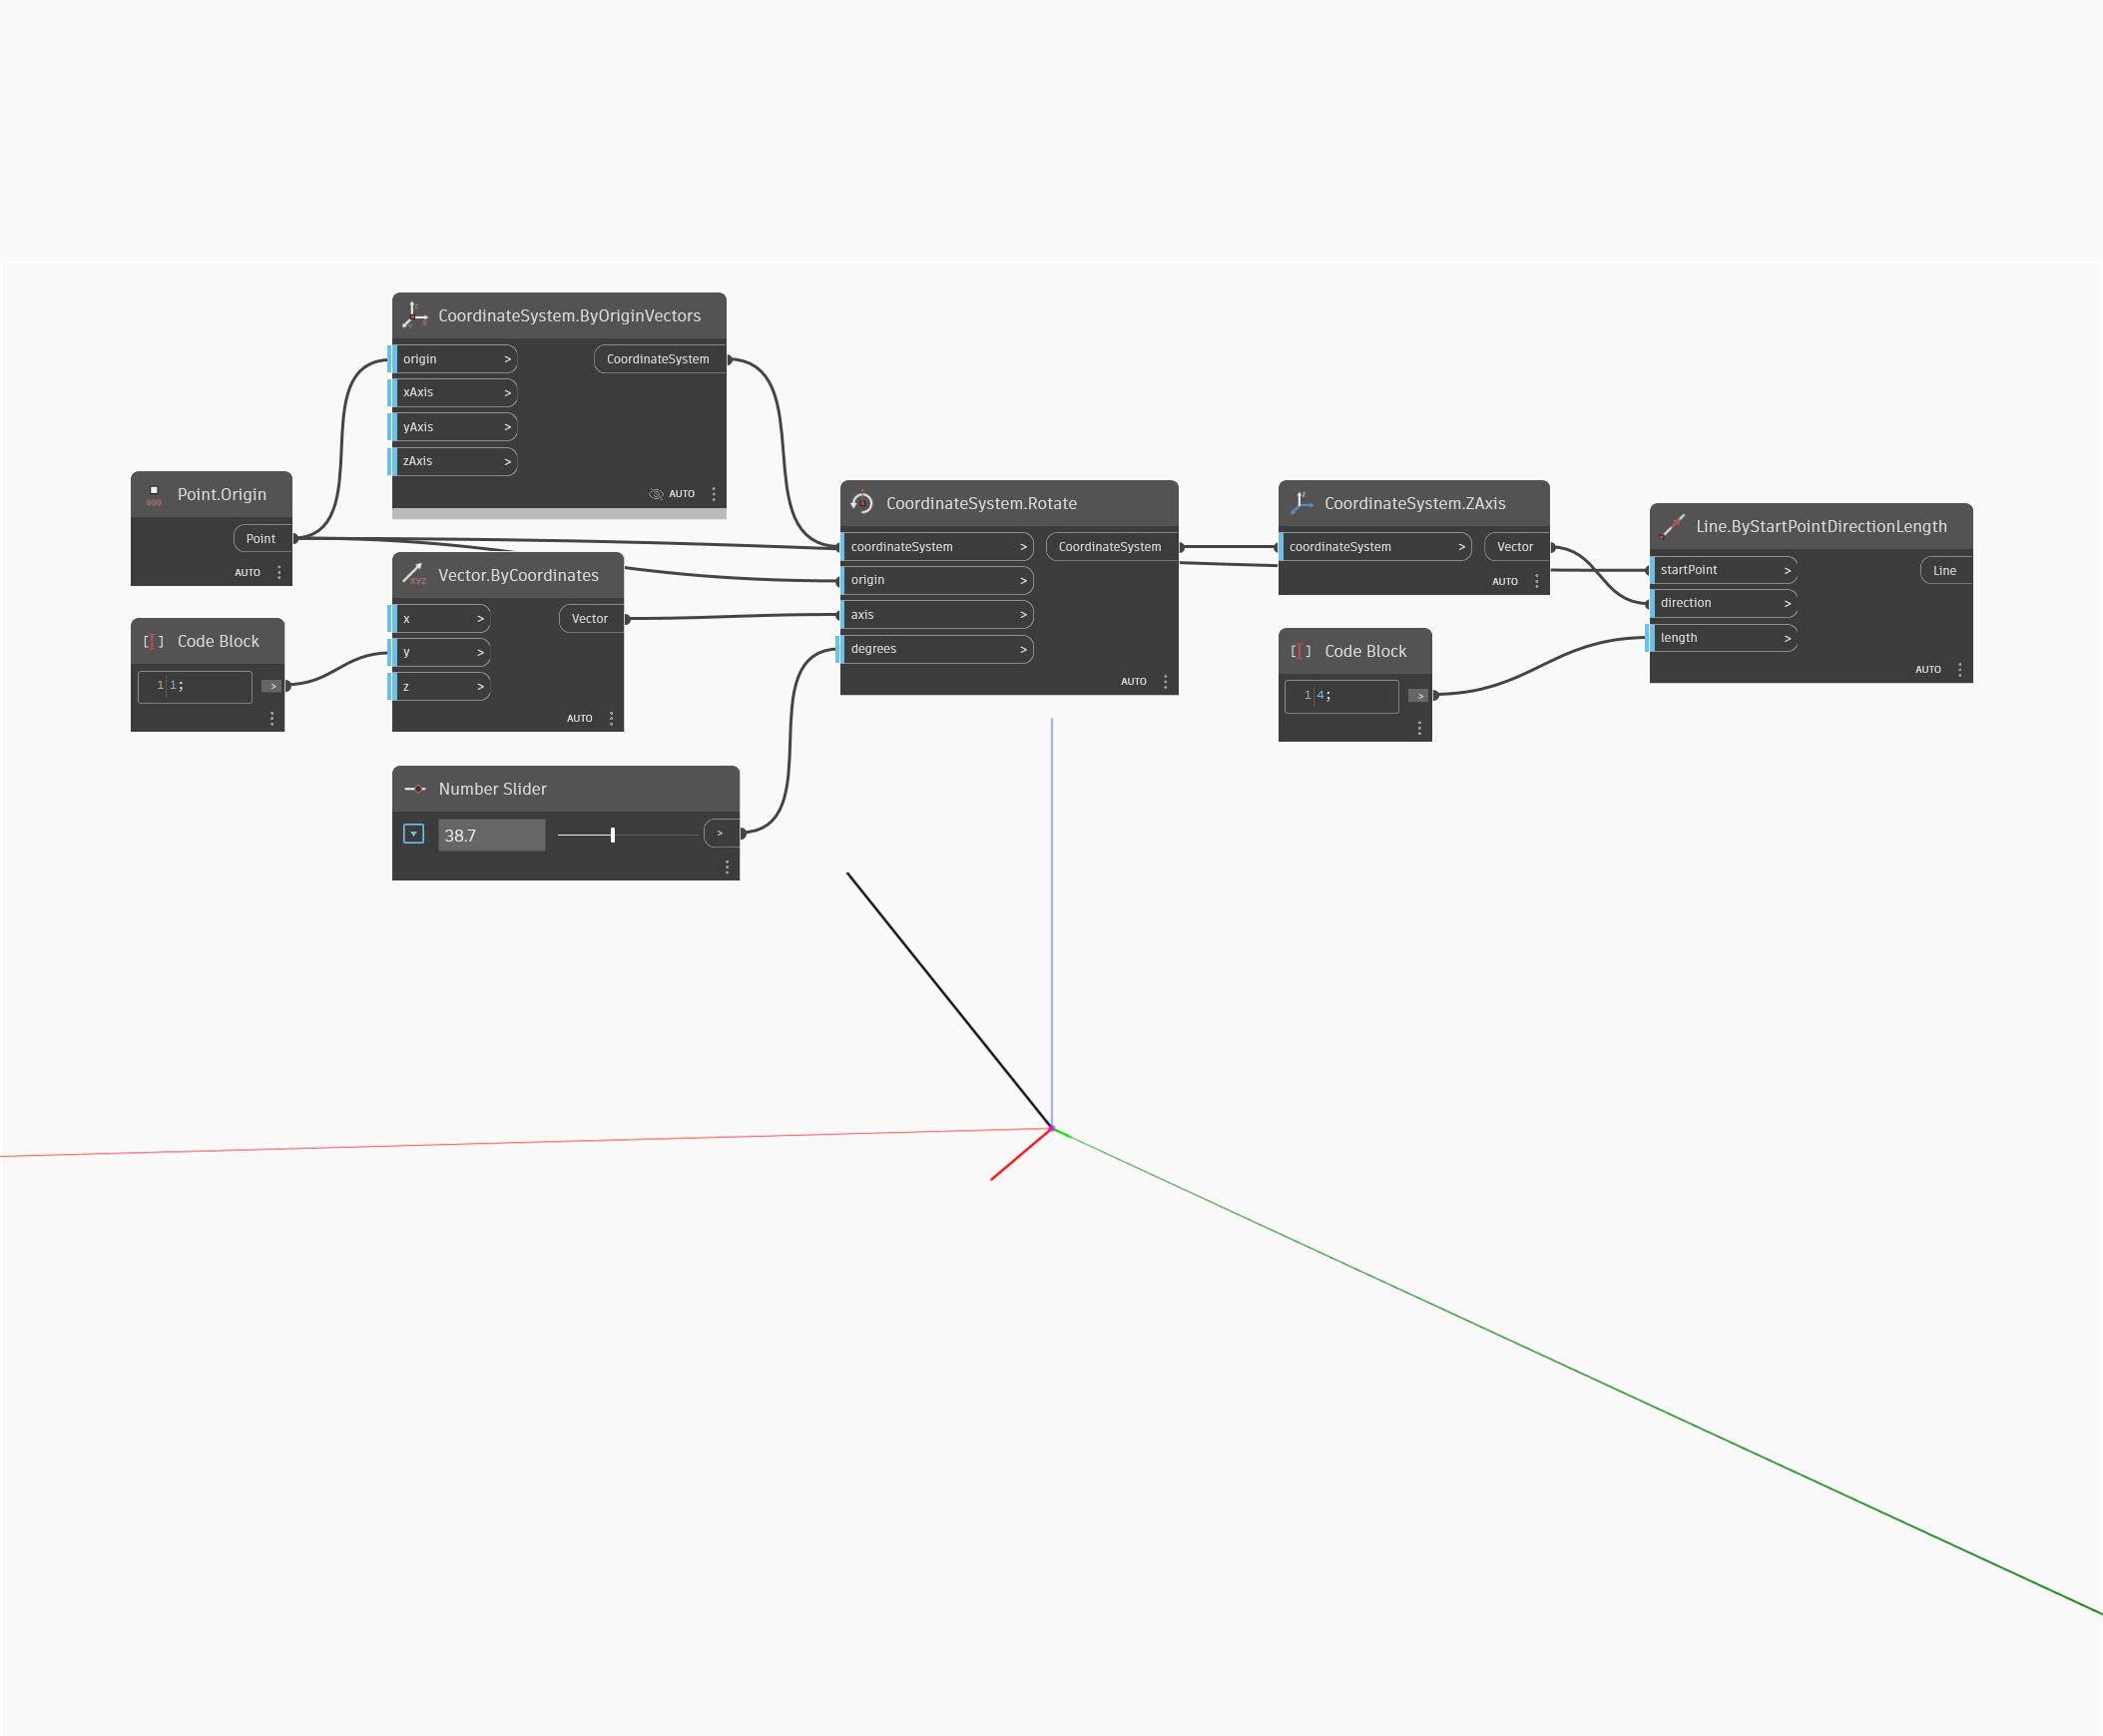 CoordinateSystem.ByOriginVectors
origin >
CoordinateSystem
xAxis >
yAxis >
zAxis >
AUTO
Point.Origin
Point
AUTO
Vector.ByCoordinates
x >
Vector
y >
z >
AUTO
Code Block
1 1; >
Number Slider
38.7 >
CoordinateSystem.Rotate
coordinateSystem >
CoordinateSystem
origin >
axis >
degrees >
AUTO
CoordinateSystem.ZAxis
coordinateSystem >
Vector
AUTO
Code Block
1 4; >
Line.ByStartPointDirectionLength
startPoint >
Line
direction >
length >
AUTO